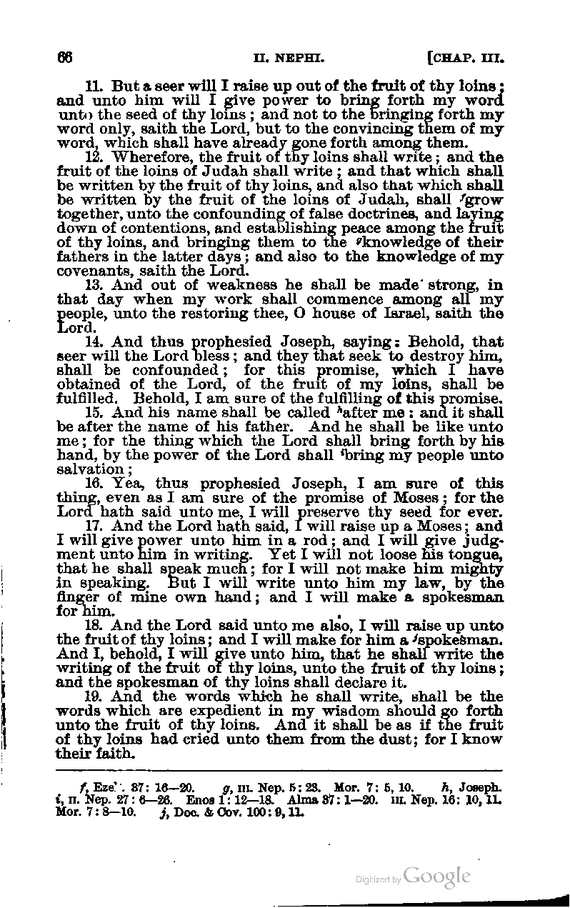 66 II. NEPHI. [CHAP. III.
11. But a seer will I raise up out of the fruit of thy loins;
and unto him will I give power to bring forth my word
unto the seed of thy loins; and not to the bringing forth my
word only, saith the Lord, but to the convincing them of my
word, which shall have already gone forth among them.
12. Wherefore, the fruit of thy loins shall write; and the
fruit of the loins of Judah shall write; and that which shall
be written by the fruit of thy loins, and also that which shall
be written by the fruit of the loins of Judah, shall ᶠgrow
together, unto the confounding of false doctrines, and laying
down of contentions, and establishing peace among the fruit
of thy loins, and bringing them to the ᵍknowledge of their
fathers in the latter days; and also to the knowledge of my
covenants, saith the Lord.
13. And out of weakness he shall be made strong, in
that day when my work shall commence among all my
people, unto the restoring thee, O house of Israel, saith the
Lord.
14. And thus prophesied Joseph, saying: Behold, that
seer will the Lord bless; and they that seek to destroy him,
shall be confounded; for this promise, which I have
obtained of the Lord, of the fruit of my loins, shall be
fulfilled. Behold, I am sure of the fulfilling of this promise.
15. And his name shall be called ʰafter me: and it shall
be after the name of his father. And he shall be like unto
me; for the thing which the Lord shall bring forth by his
hand, by the power of the Lord shall ⁱbring my people unto
salvation;
16. Yea, thus prophesied Joseph, I am sure of this
thing, even as I am sure of the promise of Moses; for the
Lord hath said unto me, I will preserve thy seed for ever.
17. And the Lord hath said, I will raise up a Moses; and
I will give power unto him in a rod; and I will give judg-
ment unto him in writing. Yet I will not loose his tongue,
that he shall speak much; for I will not make him mighty
in speaking. But I will write unto him my law, by the
finger of mine own hand; and I will make a spokesman
for him.
18. And the Lord said unto me also, I will raise up unto
the fruit of thy loins; and I will make for him a ʲspokesman.
And I, behold, I will give unto him, that he shall write the
writing of the fruit of thy loins, unto the fruit of thy loins;
and the spokesman of thy loins shall declare it.
19. And the words which he shall write, shall be the
words which are expedient in my wisdom should go forth
unto the fruit of thy loins. And it shall be as if the fruit
of thy loins had cried unto them from the dust; for I know
their faith.
f, Eze. 37: 16—20. g, III. Nep. 5: 23. Mor. 7: 5, 10. h, Joseph.
i, II. Nep. 27: 6—26. Enos 1: 12—18. Alma 37: 1—20. III. Nep. 16: 10, 11.
Mor. 7: 8—10. j, Doc. & Cov. 100: 9, 11.
Digitized by Google